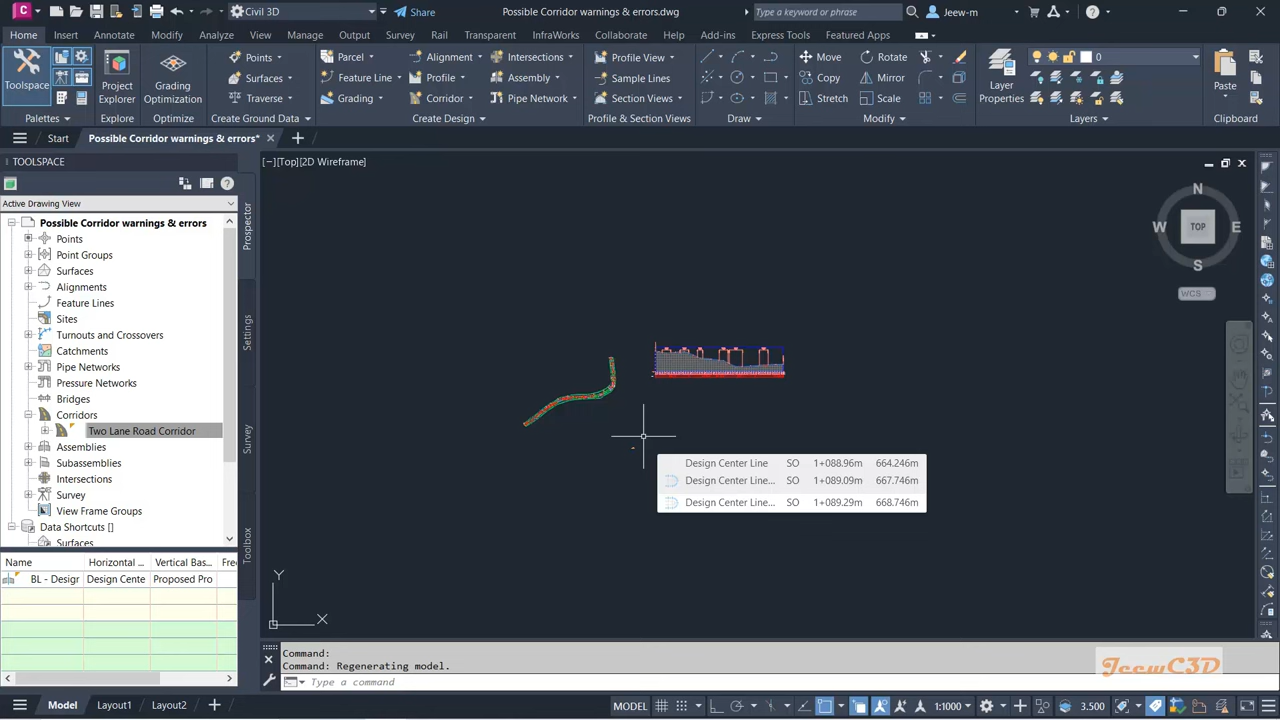 C
Civil 3D
Share
Possible Corridor warnings & errors.dwg
Type a keyword or phrase
Jeew-m
Home
Insert
Annotate
Modify
Analyze
View
Manage
Output
Survey
Rail
Transparent
InfraWorks
Collaborate
Help
Add-ins
Express Tools
Featured Apps
Toolspace
Project
Explorer
Grading
Optimization
Points
Surfaces
Traverse
Parcel
Feature Line
Grading
Alignment
Profile
Corridor
Intersections
Assembly
Pipe Network
Profile View
Sample Lines
Section Views
Move
Copy
Stretch
Rotate
Mirror
Scale
Layer
Properties
0
Paste
Palettes
Explore
Optimize
Create Ground Data
Create Design
Profile & Section Views
Draw
Modify
Layers
Clipboard
Start
Possible Corridor warnings & errors*
TOOLSPACE
Active Drawing View
Possible Corridor warnings & errors
Points
Point Groups
Surfaces
Alignments
Feature Lines
Sites
Turnouts and Crossovers
Catchments
Pipe Networks
Pressure Networks
Bridges
Corridors
Two Lane Road Corridor
Assemblies
Subassemblies
Intersections
Survey
View Frame Groups
Data Shortcuts []
Surfaces
Name Horizontal ... Vertical Bas... Fre
BL - Desigr Design Cente Proposed Pro
Prospector
Settings
Survey
Toolbox
[−][Top][2D Wireframe]
N
W TOP E
S
WCS
Design Center Line SO 1+088.96m 664.246m
Design Center Line... SO 1+089.09m 667.746m
Design Center Line... SO 1+089.29m 668.746m
Y
X
Command:
Command: Regenerating model.
Type a command
JeewC3D
Model
Layout1
Layout2
MODEL
1:1000
3.500